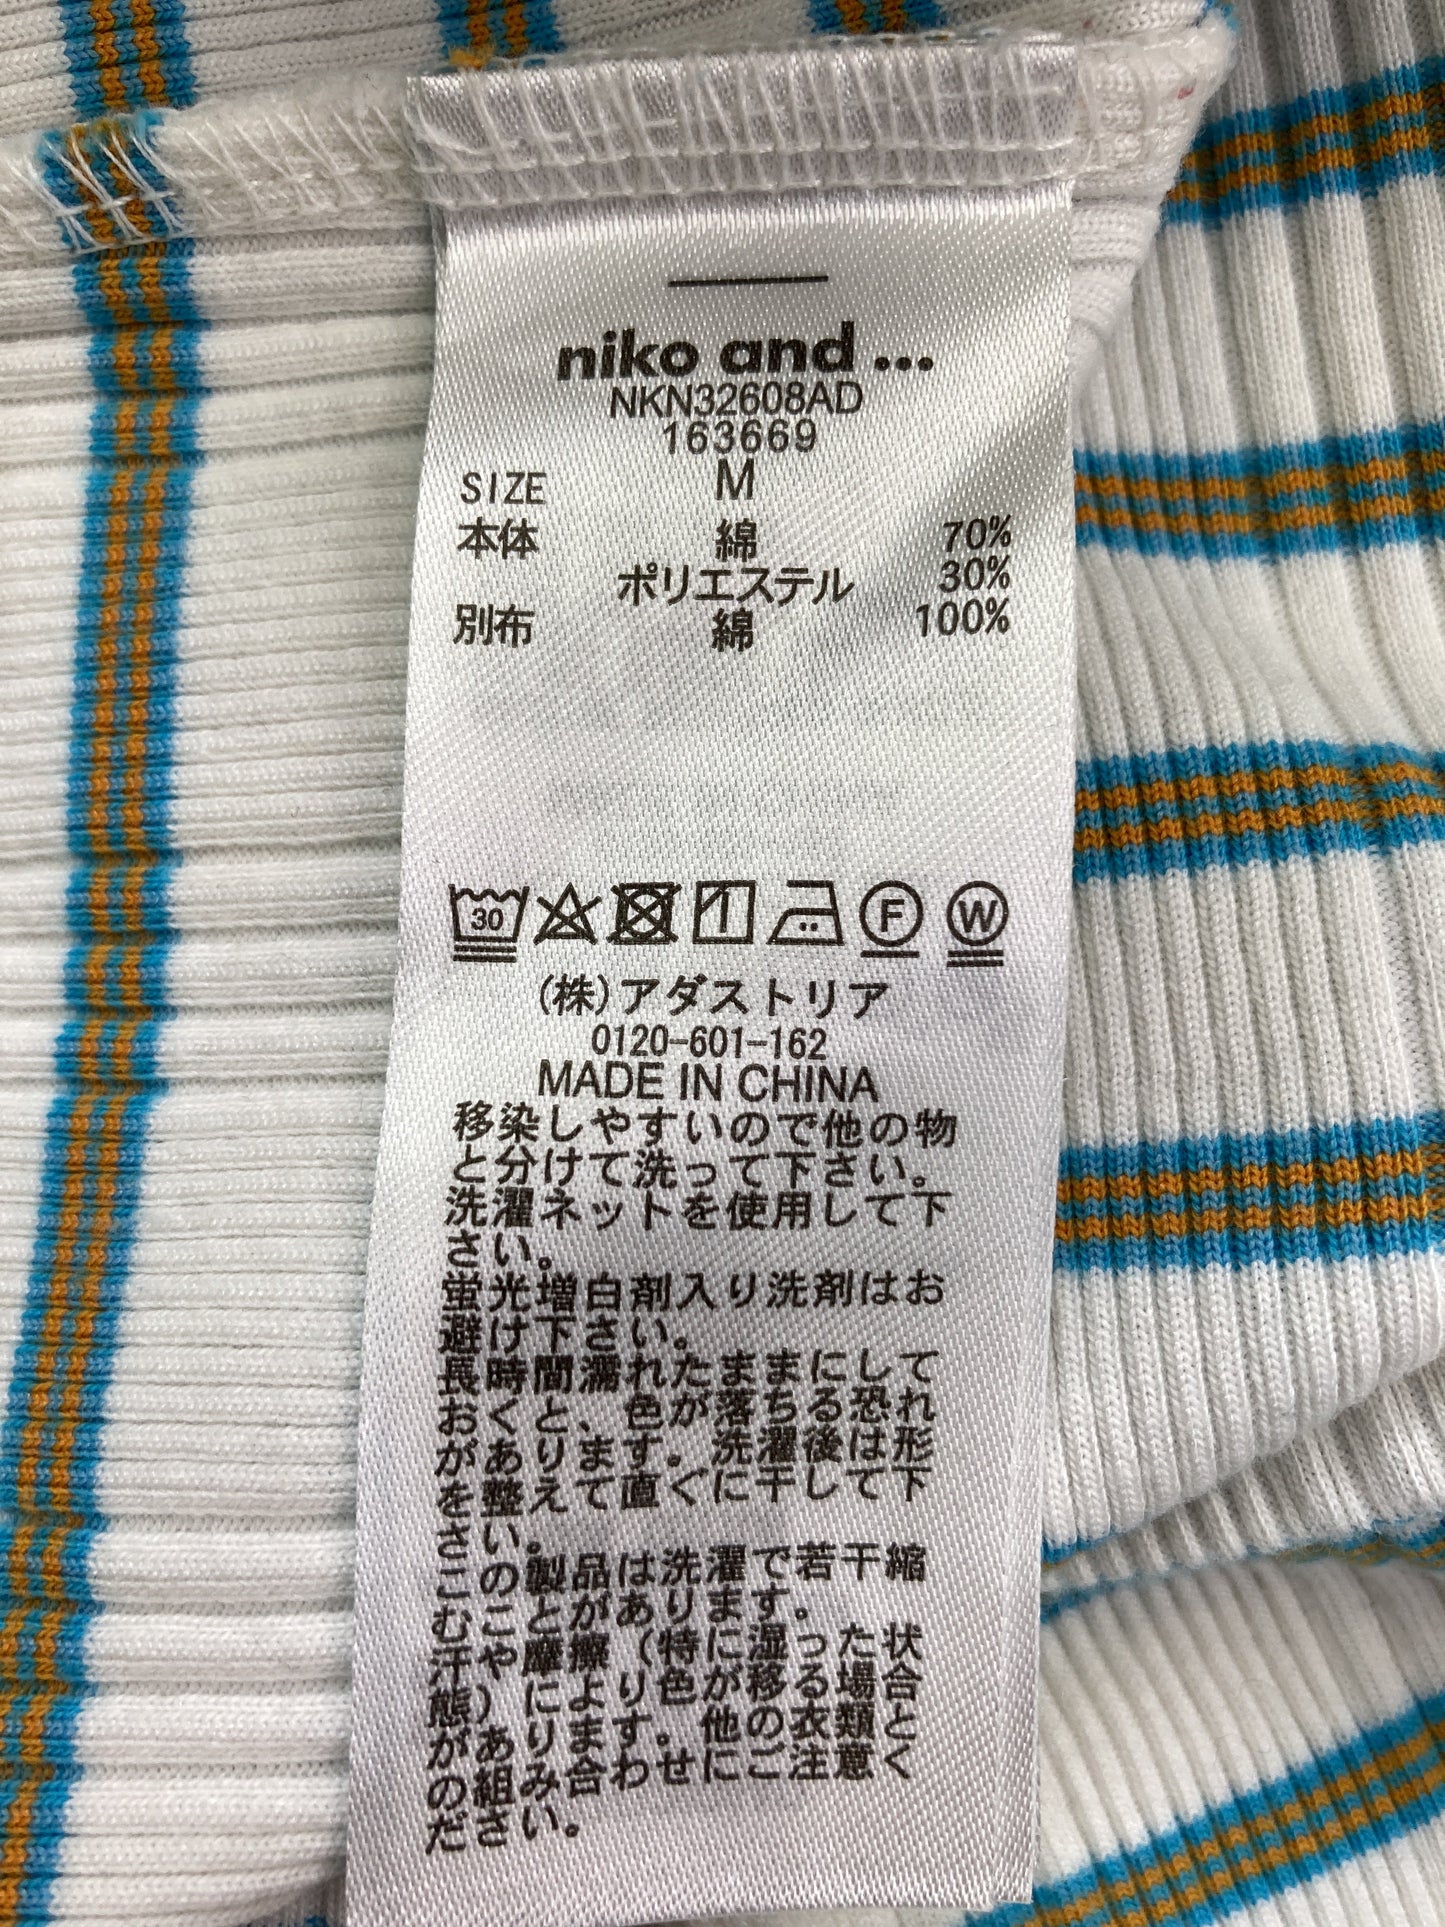 niko and ...
NKN32608AD
163669
SIZE M
本体 綿 70%
ポリエステル 30%
別布 綿 100%
30 F W
(株)アダストリア
0120-601-162
MADE IN CHINA
移染しやすいので他の物
と分けて洗って下さい。
洗濯ネットを使用して下
さい。
蛍光増白剤入り洗剤はお
避け下さい。
長時間濡れたままにして
おくと、色が落ちる恐れ
があります。洗濯後は形
を整えて直ぐに干して下
さい。
この製品は洗濯で若干縮
むことがあります。
汗や摩擦(特に湿った状
態)により色が移る場合
があります。他の衣類と
の組み合わせにご注意く
ださい。